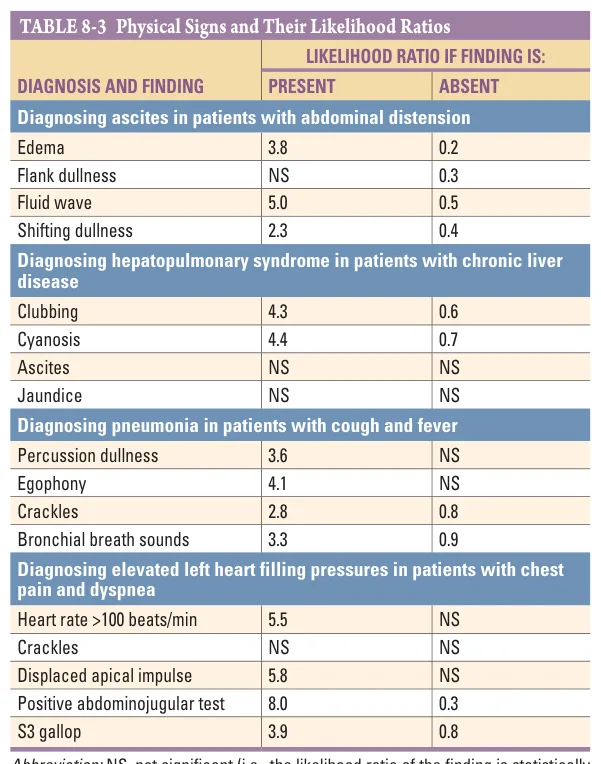 TABLE 8-3 Physical Signs and Their Likelihood Ratios
LIKELIHOOD RATIO IF FINDING IS:
DIAGNOSIS AND FINDING PRESENT ABSENT
Diagnosing ascites in patients with abdominal distension
Edema 3.8 0.2
Flank dullness NS 0.3
Fluid wave 5.0 0.5
Shifting dullness 2.3 0.4
Diagnosing hepatopulmonary syndrome in patients with chronic liver
disease
Clubbing 4.3 0.6
Cyanosis 4.4 0.7
Ascites NS NS
Jaundice NS NS
Diagnosing pneumonia in patients with cough and fever
Percussion dullness 3.6 NS
Egophony 4.1 NS
Crackles 2.8 0.8
Bronchial breath sounds 3.3 0.9
Diagnosing elevated left heart filling pressures in patients with chest
pain and dyspnea
Heart rate >100 beats/min 5.5 NS
Crackles NS NS
Displaced apical impulse 5.8 NS
Positive abdominojugular test 8.0 0.3
S3 gallop 3.9 0.8
Abbreviation: NS, not significant (i.e., the likelihood ratio of the finding is statistically